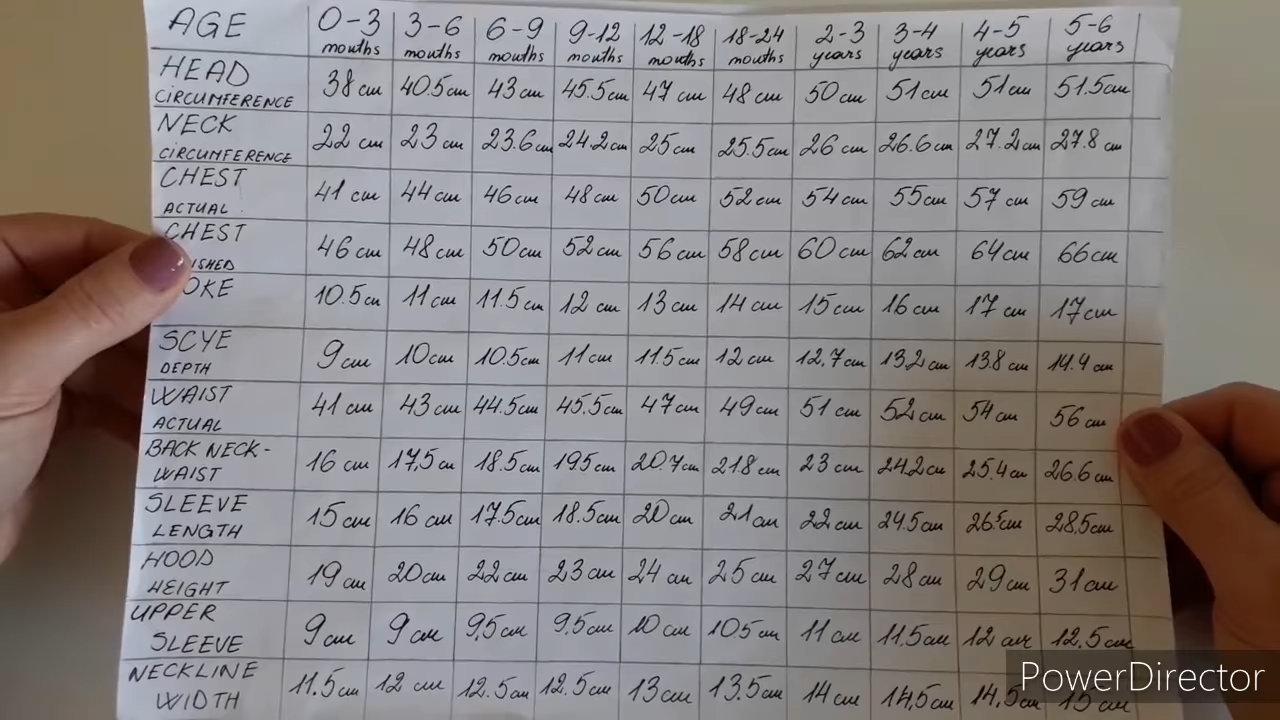 AGE 0-3 months 3-6 months 6-9 months 9-12 months 12-18 months 18-24 months 2-3 years 3-4 years 4-5 years 5-6 years
HEAD CIRCUMFERENCE 38 cm 40.5 cm 43 cm 45.5 cm 47 cm 48 cm 50 cm 51 cm 51 cm 51.5 cm
NECK CIRCUMFERENCE 22 cm 23 cm 23.6 cm 24.2 cm 25 cm 25.5 cm 26 cm 26.6 cm 27.2 cm 27.8 cm
CHEST ACTUAL 41 cm 44 cm 46 cm 48 cm 50 cm 52 cm 54 cm 55 cm 57 cm 59 cm
CHEST ISHED 46 cm 48 cm 50 cm 52 cm 56 cm 58 cm 60 cm 62 cm 64 cm 66 cm
OKE 10.5 cm 11 cm 11.5 cm 12 cm 13 cm 14 cm 15 cm 16 cm 17 cm 17 cm
SCYE DEPTH 9 cm 10 cm 10.5 cm 11 cm 11.5 cm 12 cm 12.7 cm 13.2 cm 13.8 cm 14.4 cm
WAIST ACTUAL 41 cm 43 cm 44.5 cm 45.5 cm 47 cm 49 cm 51 cm 52 cm 54 cm 56 cm
BACK NECK-WAIST 16 cm 17,5 cm 18.5 cm 19.5 cm 20.7 cm 21.8 cm 23 cm 24.2 cm 25.4 cm 26.6 cm
SLEEVE LENGTH 15 cm 16 cm 17.5 cm 18.5 cm 20 cm 21 cm 22 cm 24.5 cm 26.5 cm 28.5 cm
HOOD HEIGHT 19 cm 20 cm 22 cm 23 cm 24 cm 25 cm 27 cm 28 cm 29 cm 31 cm
UPPER SLEEVE 9 cm 9 cm 9,5 cm 9.5 cm 10 cm 10.5 cm 11 cm 11.5 cm 12 cm 12.5 cm
NECKLINE WIDTH 11.5 cm 12 cm 12.5 cm 12.5 cm 13 cm 13.5 cm 14 cm 14,5 cm 14,5 cm 15 cm
PowerDirector